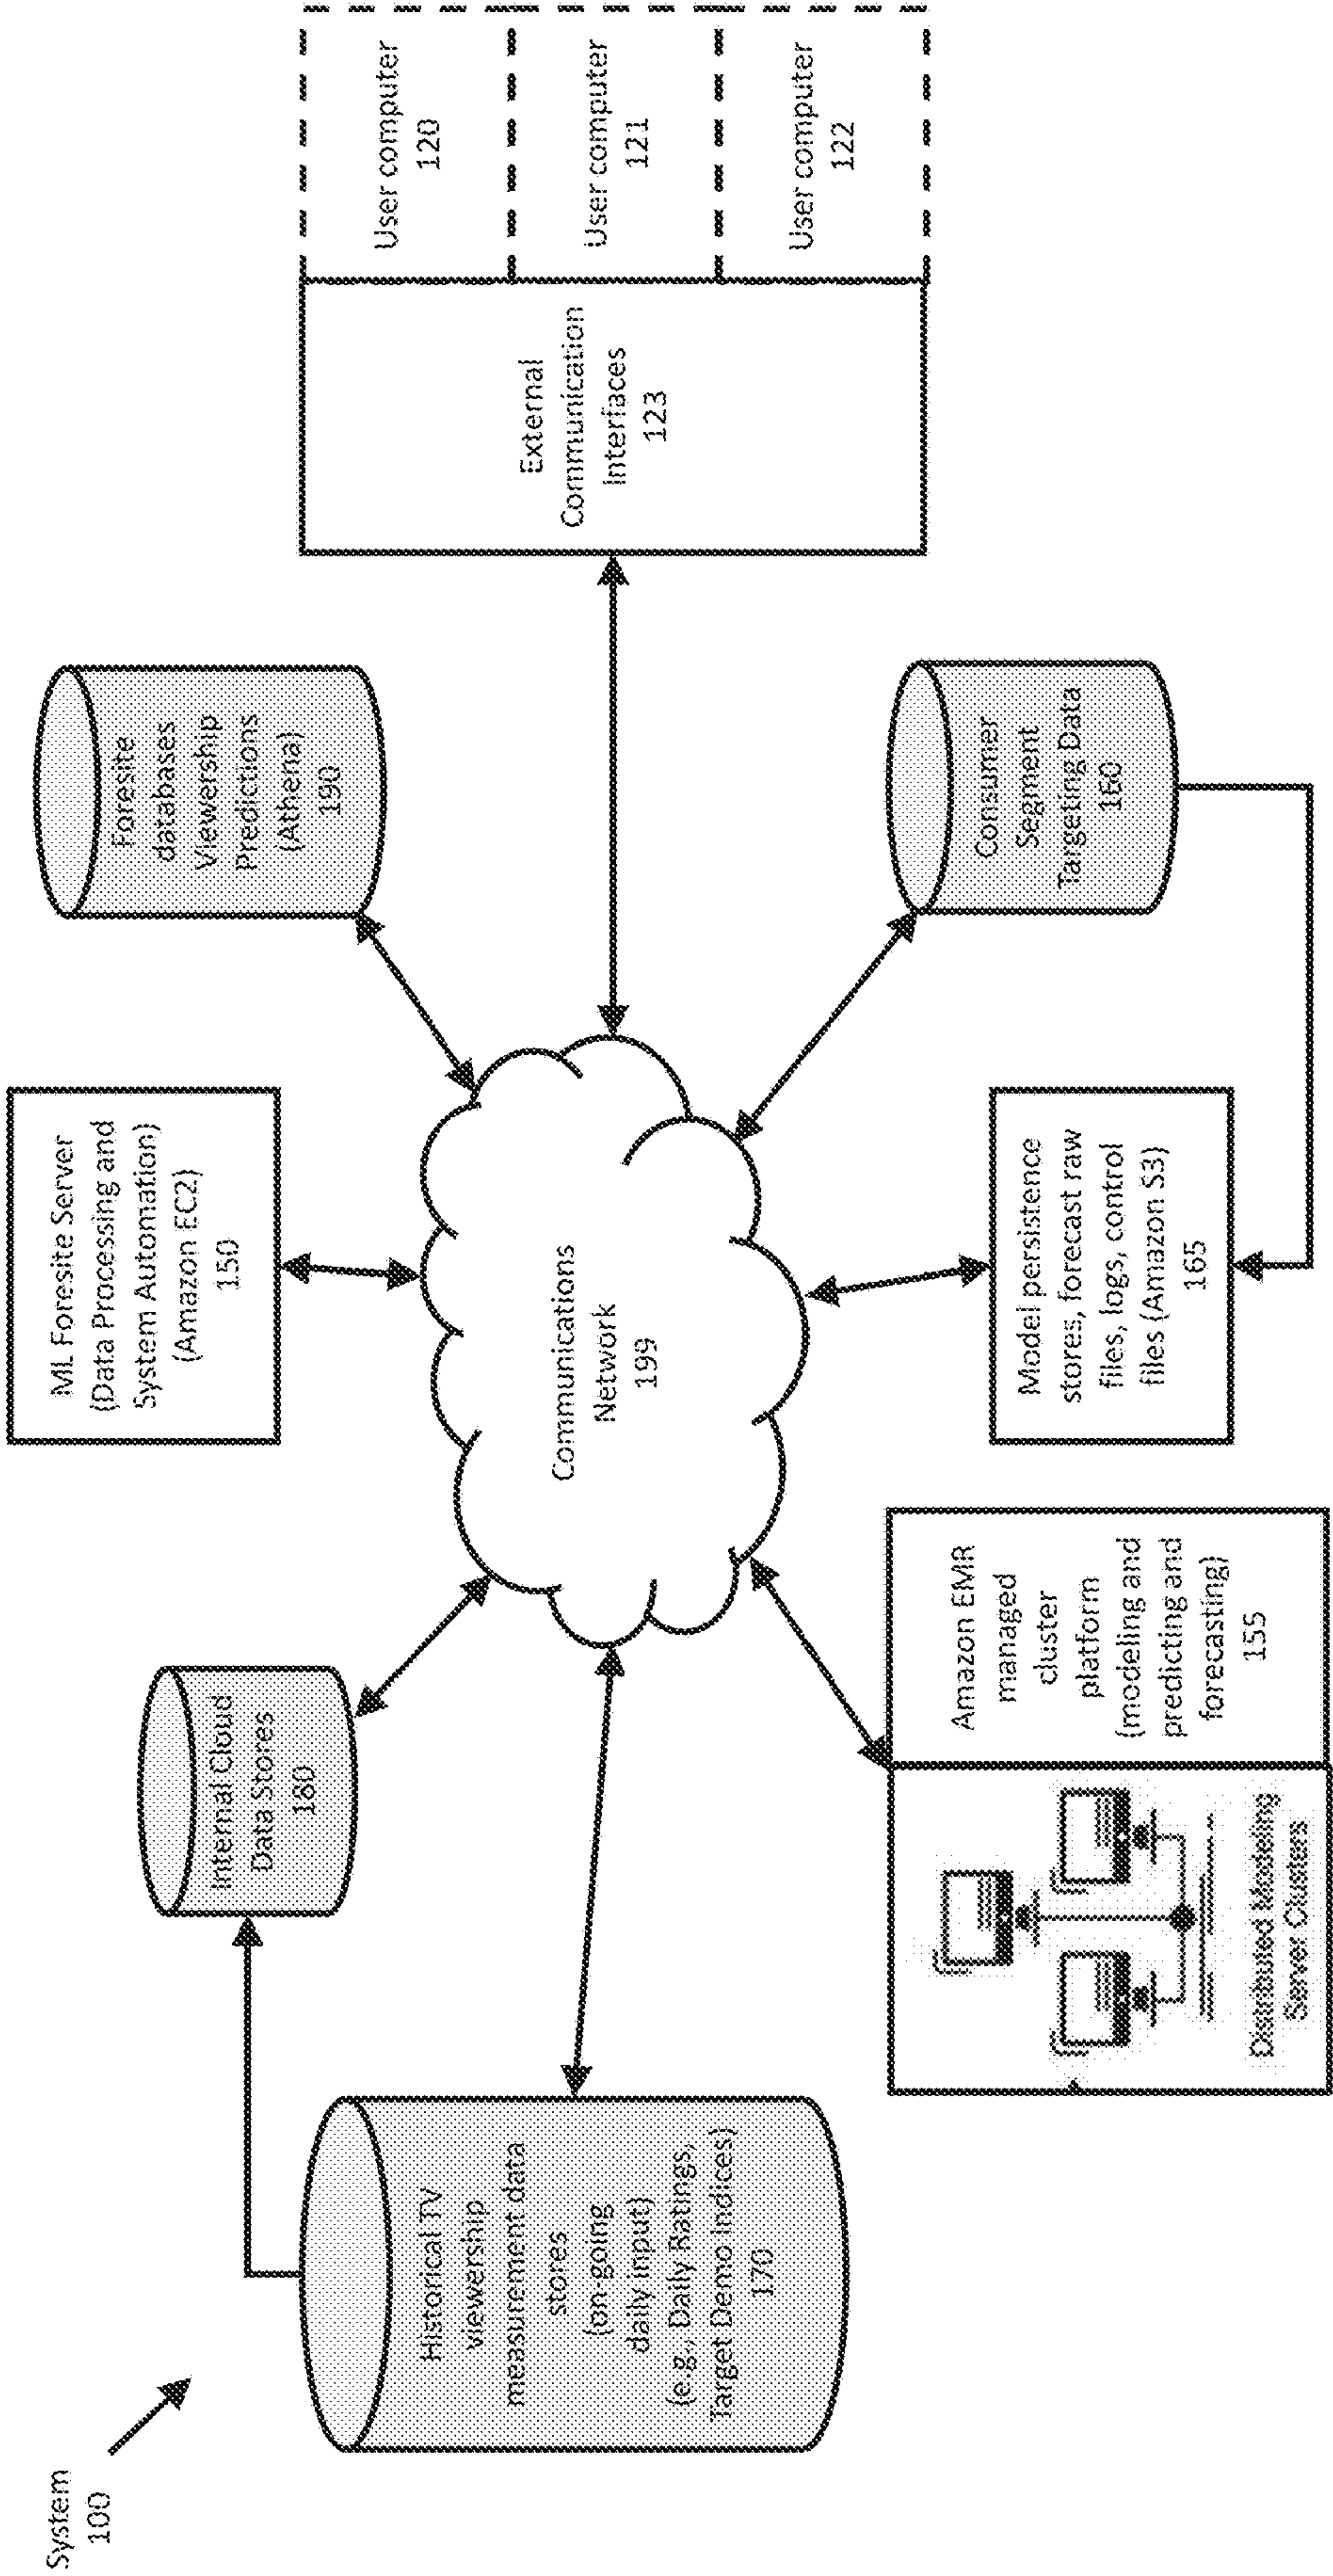 System
100
Historical TV
viewership
measurement data
stores
(on-going
daily input)
(e.g., Daily Ratings,
Target Demo Indices)
170
Internal Cloud
Data Stores
180
ML Foresite Server
(Data Processing and
System Automation)
(Amazon EC2)
150
Foresite
databases
Viewership
Predictions
(Athena)
190
Communications
Network
199
External
Communication
Interfaces
123
User computer
120
User computer
121
User computer
122
Distributed Modeling
Server Clusters
Amazon EMR
managed
cluster
platform
(modeling and
predicting and
forecasting)
155
Model persistence
stores, forecast raw
files, logs, control
files (Amazon S3)
165
Consumer
Segment
Targeting Data
160